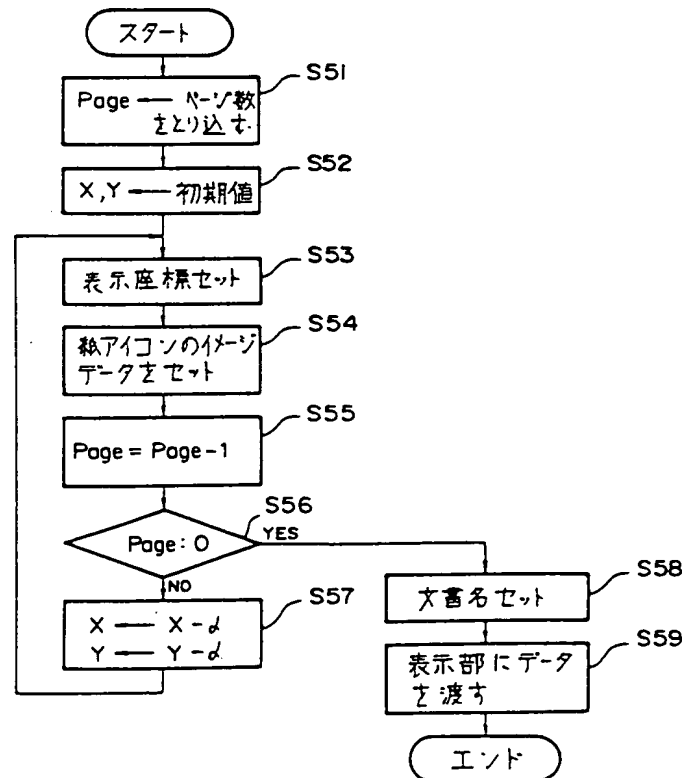 スタート
S51
Page ← ページ数
をとり込む.
S52
X,Y ← 初期値
S53
表示座標セット
S54
紙アイコンのイメージ
データをセット
S55
Page = Page-1
S56
Page: 0
YES
NO
S57
X ← X-α
Y ← Y-α
S58
文書名セット
S59
表示部にデータ
を渡す
エンド